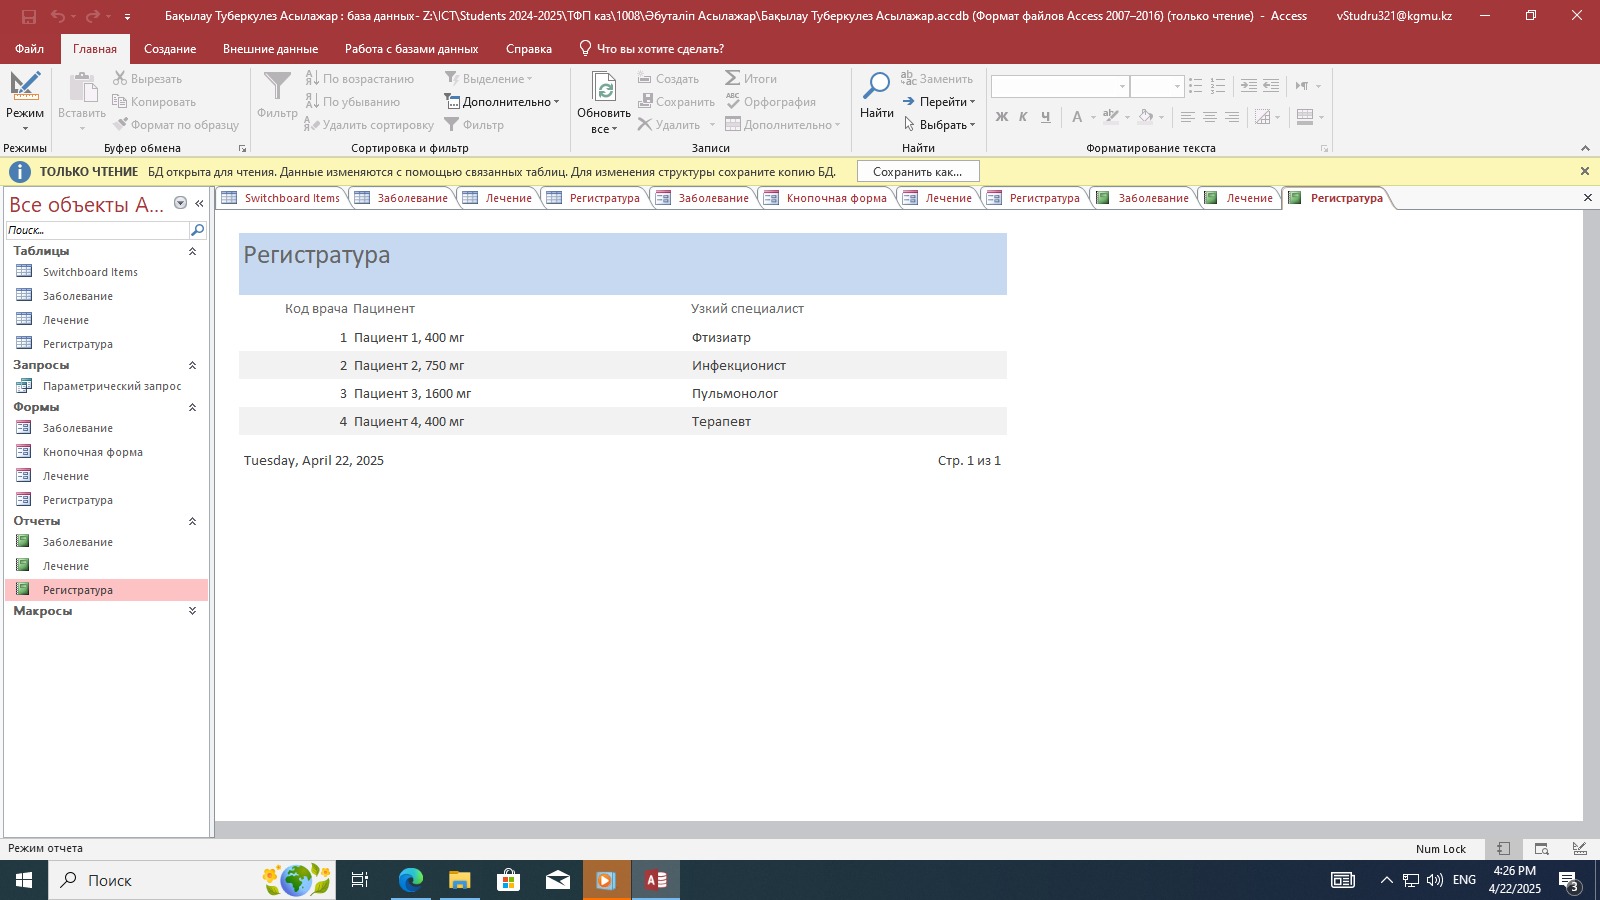 Бақылау Туберкулез Асылажар : база данных- Z:\ICT\Students 2024-2025\ТФП каз\1008\Әбуталіп Асылажар\Бақылау Туберкулез Асылажар.accdb (Формат файлов Access 2007–2016) (только чтение) - Access
vStudru321@kgmu.kz
Файл Главная Создание Внешние данные Работа с базами данных Справка Что вы хотите сделать?
Режим
Режимы
Вставить
Вырезать
Копировать
Формат по образцу
Буфер обмена
Фильтр
По возрастанию
По убыванию
Удалить сортировку
Выделение
Дополнительно
Фильтр
Сортировка и фильтр
Обновить
все
Создать
Сохранить
Удалить
Итоги
Орфография
Дополнительно
Записи
Найти
Заменить
Перейти
Выбрать
Найти
Ж К Ч А
Форматирование текста
ТОЛЬКО ЧТЕНИЕ БД открыта для чтения. Данные изменяются с помощью связанных таблиц. Для изменения структуры сохраните копию БД. Сохранить как...
Все объекты A...
Поиск...
Таблицы
Switchboard Items
Заболевание
Лечение
Регистратура
Запросы
Параметрический запрос
Формы
Заболевание
Кнопочная форма
Лечение
Регистратура
Отчеты
Заболевание
Лечение
Регистратура
Макросы
Switchboard Items Заболевание Лечение Регистратура Заболевание Кнопочная форма Лечение Регистратура Заболевание Лечение Регистратура
Регистратура
Код врача Пацинент Узкий специалист
1 Пациент 1, 400 мг Фтизиатр
2 Пациент 2, 750 мг Инфекционист
3 Пациент 3, 1600 мг Пульмонолог
4 Пациент 4, 400 мг Терапевт
Tuesday, April 22, 2025 Стр. 1 из 1
Режим отчета Num Lock
Поиск
ENG
4:26 PM
4/22/2025
3